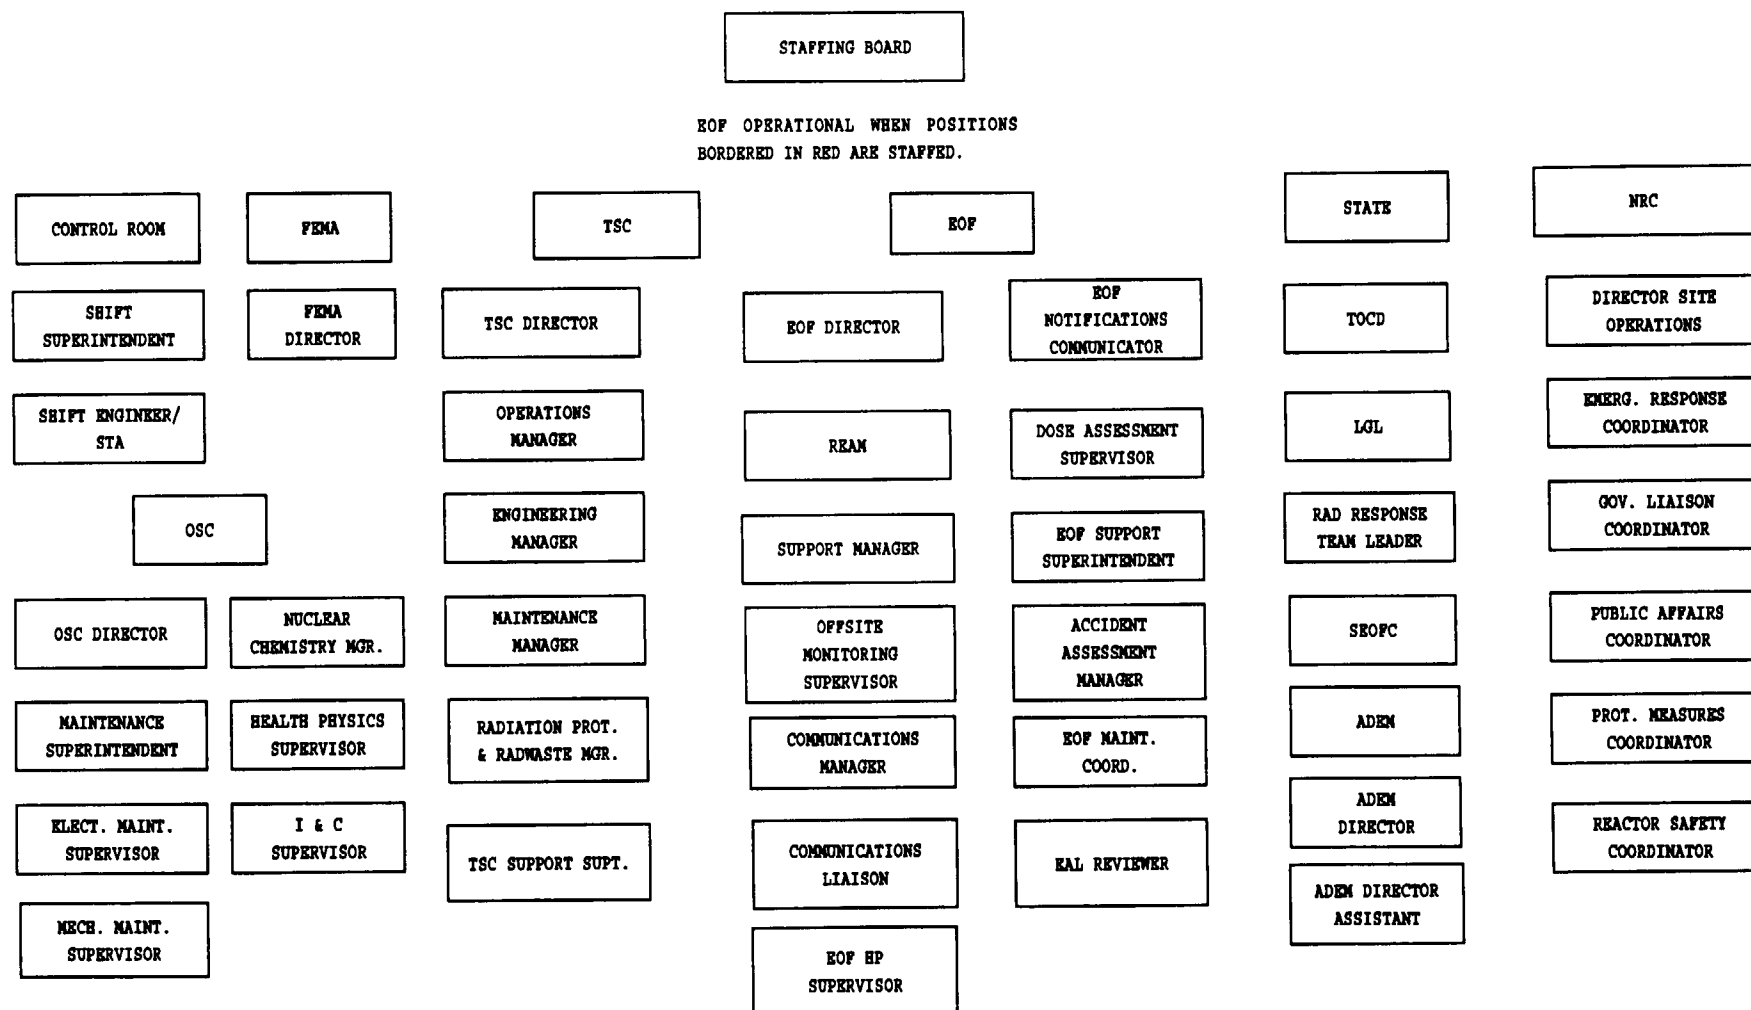 STAFFING BOARD
EOF OPERATIONAL WHEN POSITIONS
BORDERED IN RED ARE STAFFED.
CONTROL ROOM
SHIFT
SUPERINTENDENT
SHIFT ENGINEER/
STA
FEMA
FEMA
DIRECTOR
OSC
OSC DIRECTOR
MAINTENANCE
SUPERINTENDENT
ELECT. MAINT.
SUPERVISOR
MECH. MAINT.
SUPERVISOR
NUCLEAR
CHEMISTRY MGR.
HEALTH PHYSICS
SUPERVISOR
I & C
SUPERVISOR
TSC
TSC DIRECTOR
OPERATIONS
MANAGER
ENGINEERING
MANAGER
MAINTENANCE
MANAGER
RADIATION PROT.
& RADWASTE MGR.
TSC SUPPORT SUPT.
EOF
EOF DIRECTOR
REAM
SUPPORT MANAGER
OFFSITE
MONITORING
SUPERVISOR
COMMUNICATIONS
MANAGER
COMMUNICATIONS
LIAISON
EOF HP
SUPERVISOR
EOF
NOTIFICATIONS
COMMUNICATOR
DOSE ASSESSMENT
SUPERVISOR
EOF SUPPORT
SUPERINTENDENT
ACCIDENT
ASSESSMENT
MANAGER
EOF MAINT.
COORD.
EAL REVIEWER
STATE
TOCD
LGL
RAD RESPONSE
TEAM LEADER
SEOFC
ADEM
ADEM
DIRECTOR
ADEM DIRECTOR
ASSISTANT
NRC
DIRECTOR SITE
OPERATIONS
EMERG. RESPONSE
COORDINATOR
GOV. LIAISON
COORDINATOR
PUBLIC AFFAIRS
COORDINATOR
PROT. MEASURES
COORDINATOR
REACTOR SAFETY
COORDINATOR